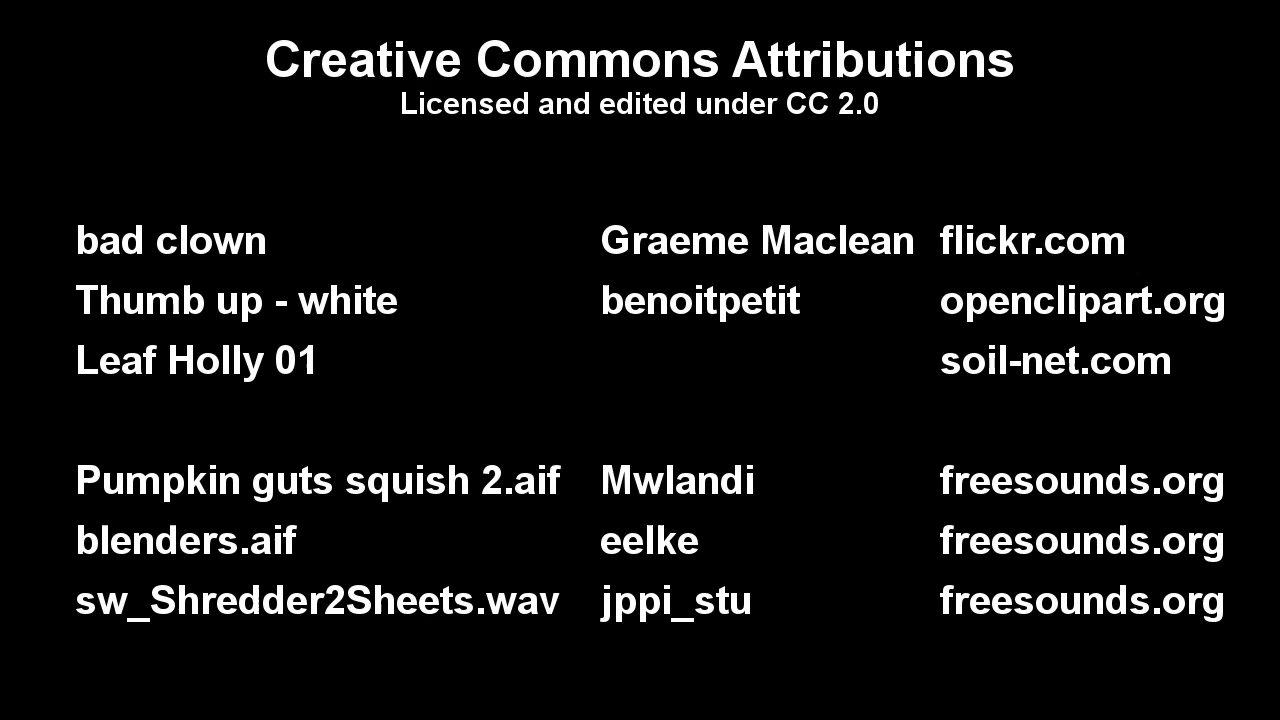 Creative Commons Attributions
Licensed and edited under CC 2.0
bad clown Graeme Maclean flickr.com
Thumb up - white benoitpetit openclipart.org
Leaf Holly 01 soil-net.com
Pumpkin guts squish 2.aif Mwlandi freesounds.org
blenders.aif eelke freesounds.org
sw_Shredder2Sheets.wav jppi_stu freesounds.org